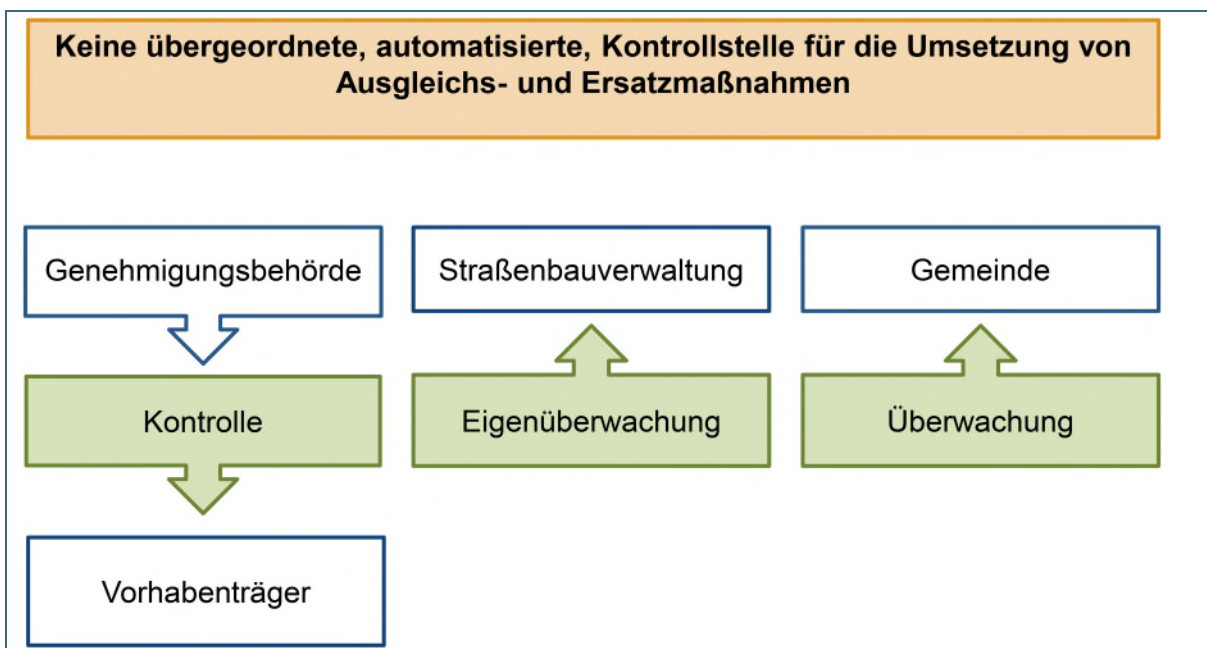 Keine übergeordnete, automatisierte, Kontrollstelle für die Umsetzung von
Ausgleichs- und Ersatzmaßnahmen
Genehmigungsbehörde
Straßenbauverwaltung
Gemeinde
Kontrolle
Eigenüberwachung
Überwachung
Vorhabenträger